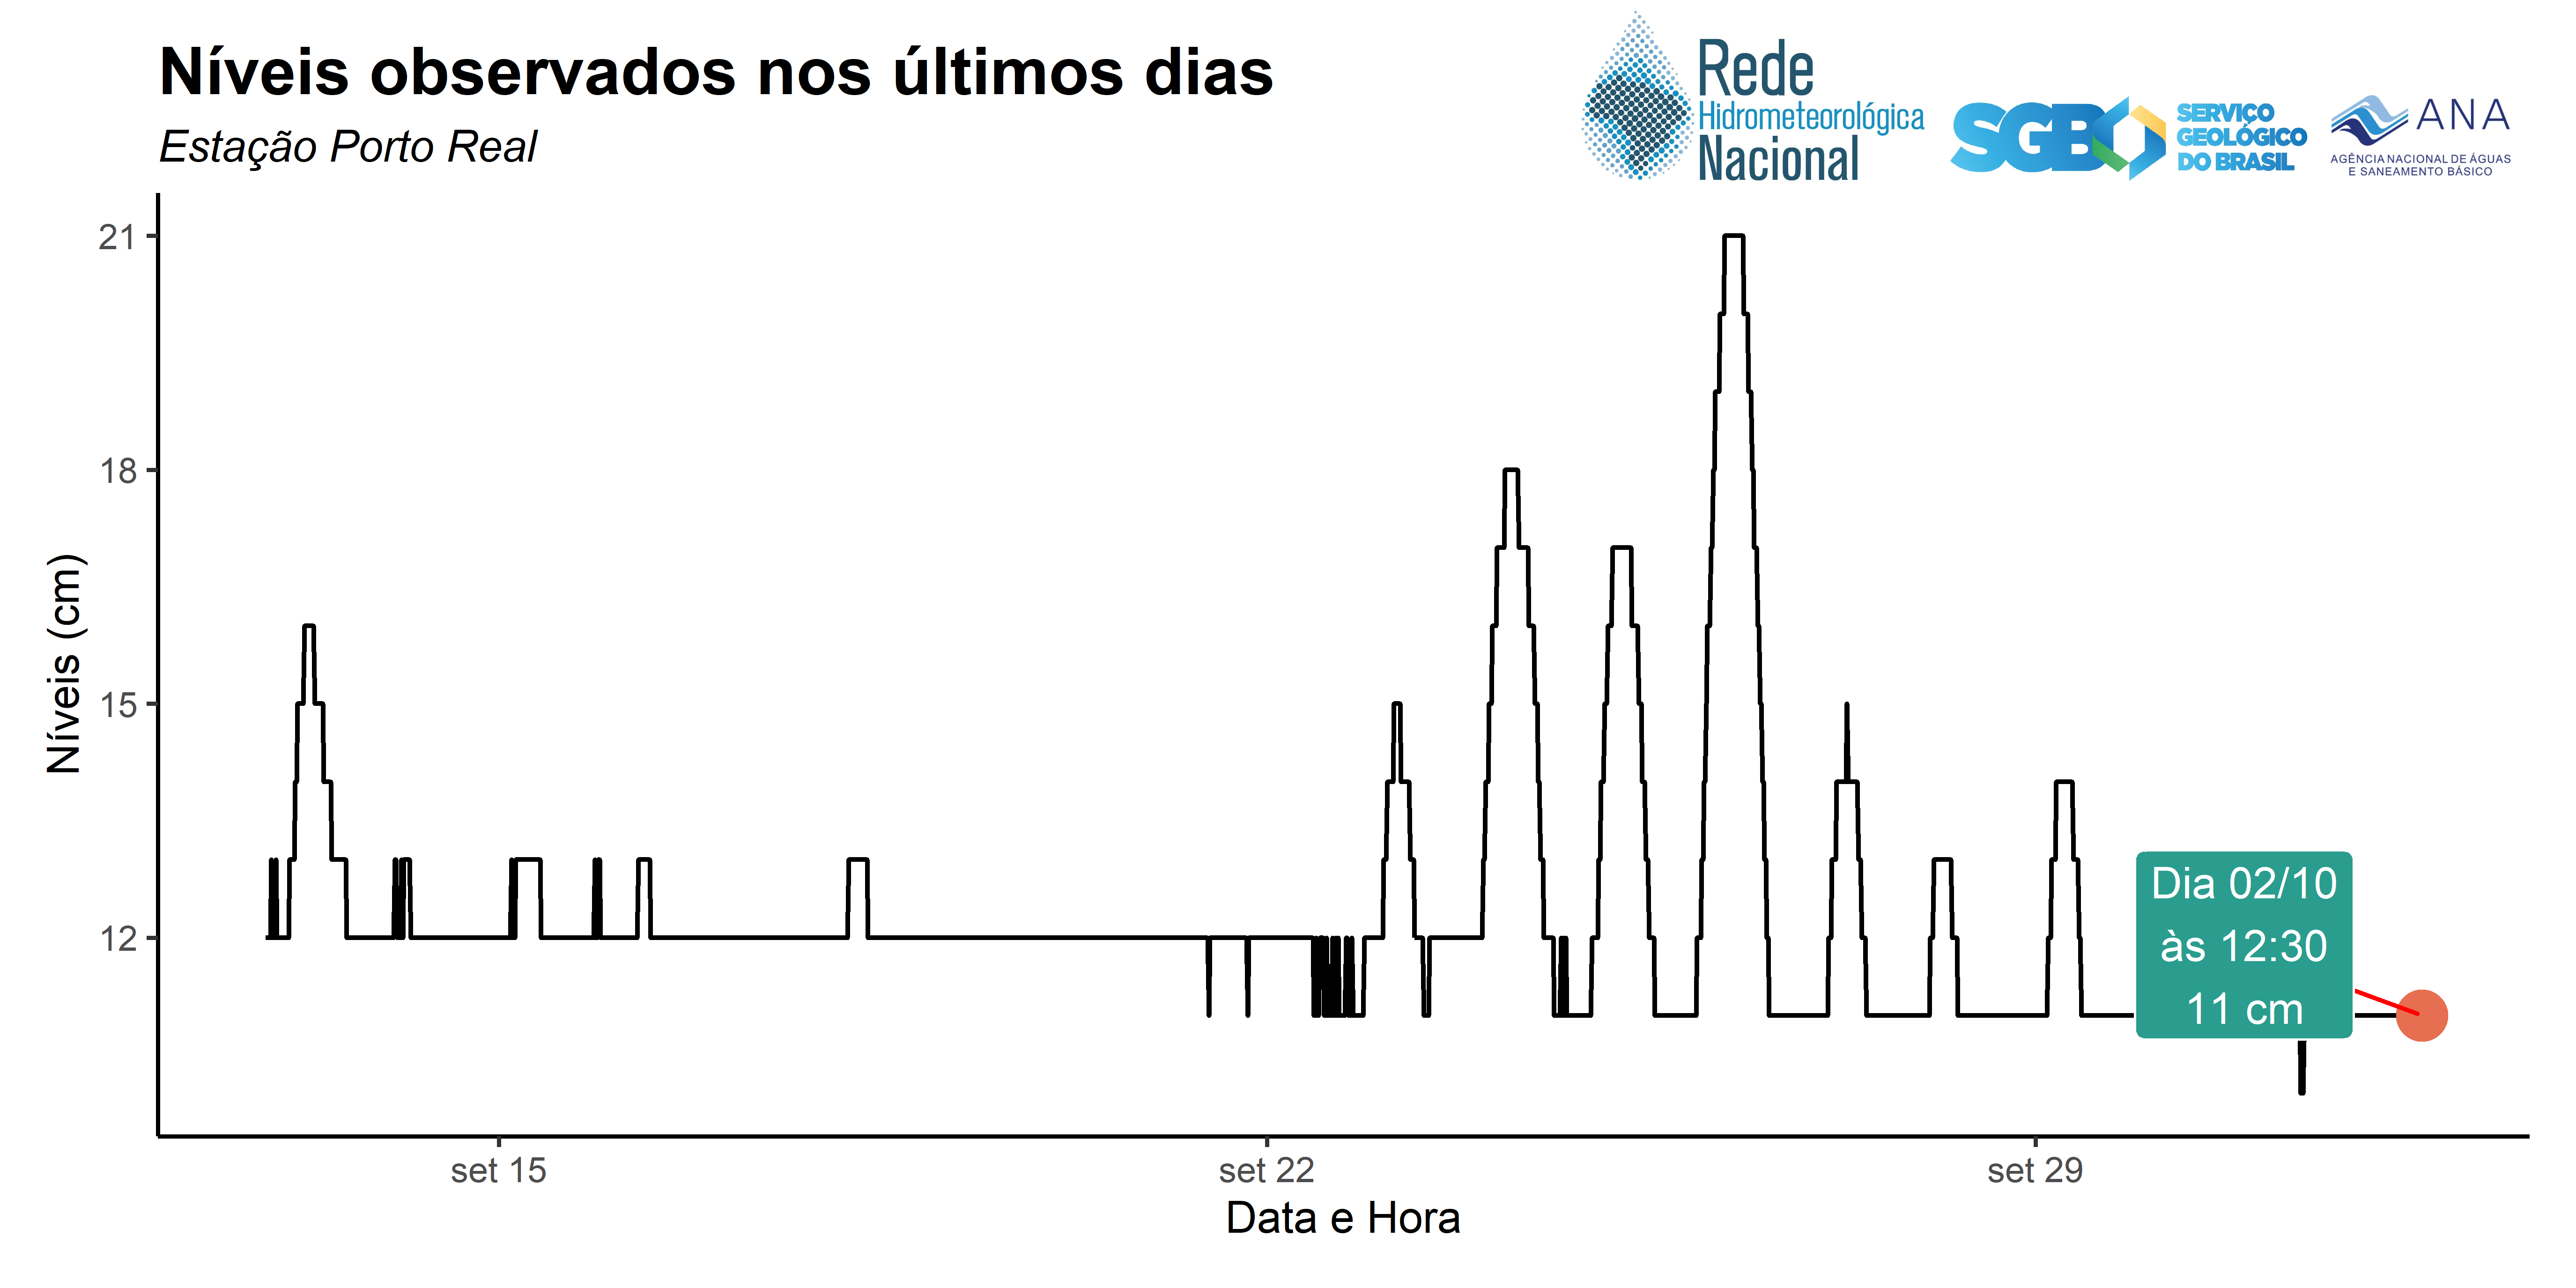 Níveis observados nos últimos dias
Estação Porto Real
Rede
Hidrometeorológica
Nacional
SGB
SERVIÇO
GEOLÓGICO
DO BRASIL
ANA
AGÊNCIA NACIONAL DE ÁGUAS
E SANEAMENTO BÁSICO
21
18
15
12
Níveis (cm)
Dia 02/10
às 12:30
11 cm
set 15
set 22
set 29
Data e Hora